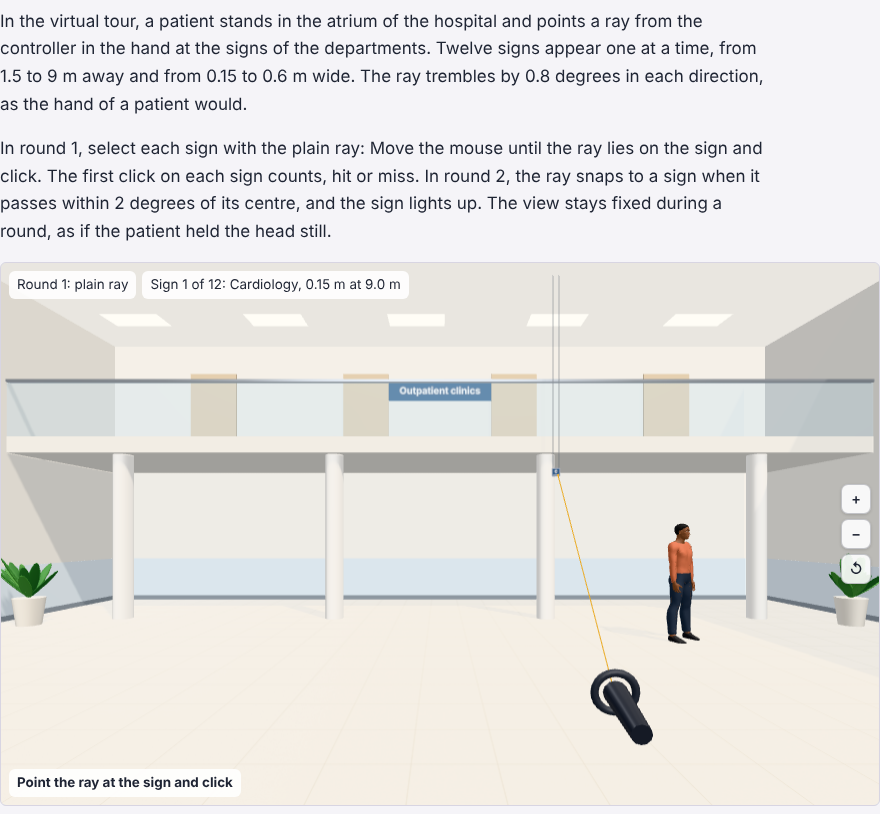 In the virtual tour, a patient stands in the atrium of the hospital and points a ray from the
controller in the hand at the signs of the departments. Twelve signs appear one at a time, from
1.5 to 9 m away and from 0.15 to 0.6 m wide. The ray trembles by 0.8 degrees in each direction,
as the hand of a patient would.
In round 1, select each sign with the plain ray: Move the mouse until the ray lies on the sign and
click. The first click on each sign counts, hit or miss. In round 2, the ray snaps to a sign when it
passes within 2 degrees of its centre, and the sign lights up. The view stays fixed during a
round, as if the patient held the head still.
Round 1: plain ray
Sign 1 of 12: Cardiology, 0.15 m at 9.0 m
Outpatient clinics
+
−
Point the ray at the sign and click